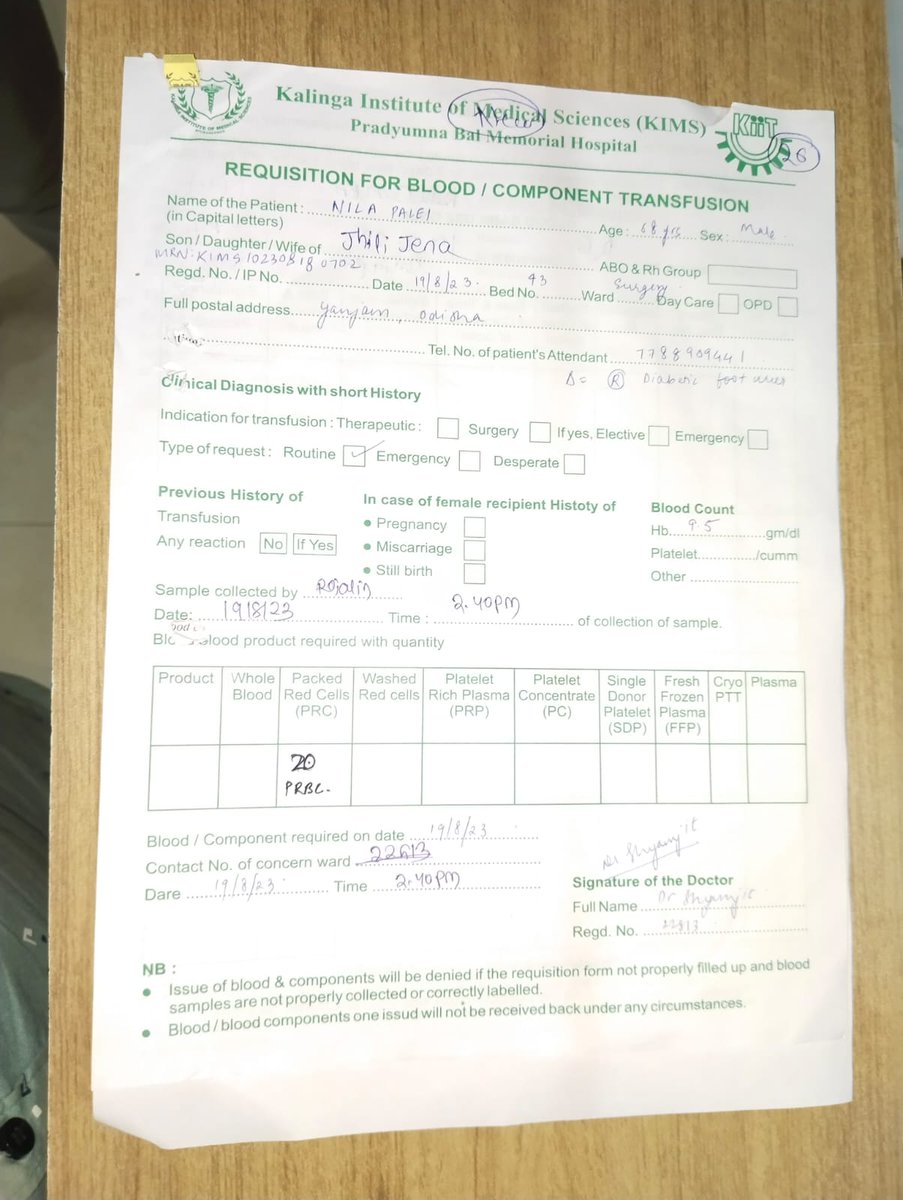 Kalinga Institute of Medical Sciences (KIMS)
Pradyumna Bal Memorial Hospital
KiiT
26
New
REQUISITION FOR BLOOD / COMPONENT TRANSFUSION
Name of the Patient : NILA PALEI Age : 68 yrs Sex : Male
(in Capital letters)
Son / Daughter / Wife of Jhili Jena ABO & Rh Group
MRN: KIMS10230818 0702
Regd. No. / IP No. Date 19/8/23 Bed No. 43 Ward Surgery Day Care OPD
Full postal address ganjam, odisha
Tel. No. of patient's Attendant 7788909441
Δ= R Diabetic foot ulcer
Clinical Diagnosis with short History
Indication for transfusion : Therapeutic : Surgery If yes, Elective Emergency
Type of request : Routine ✓ Emergency Desperate
Previous History of In case of female recipient Histoty of Blood Count
Transfusion • Pregnancy Hb 9.5 gm/dl
Any reaction No If Yes • Miscarriage Platelet /cumm
• Still birth Other
Sample collected by Rojalin
Date: 19/8/23 Time : 2.40PM of collection of sample.
Blood product required with quantity
Product Whole Blood Packed Red Cells (PRC) Washed Red cells Platelet Rich Plasma (PRP) Platelet Concentrate (PC) Single Donor Platelet (SDP) Fresh Frozen Plasma (FFP) Cryo PTT Plasma
PRBC.
Blood / Component required on date 19/8/23
Contact No. of concern ward 22613
Dare 19/8/23 Time 2.40PM
Dr Shyamjit
Signature of the Doctor
Full Name Dr Shyamjit
Regd. No.
NB :
• Issue of blood & components will be denied if the requisition form not properly filled up and blood
samples are not properly collected or correctly labelled.
• Blood / blood components one issud will not be received back under any circumstances.